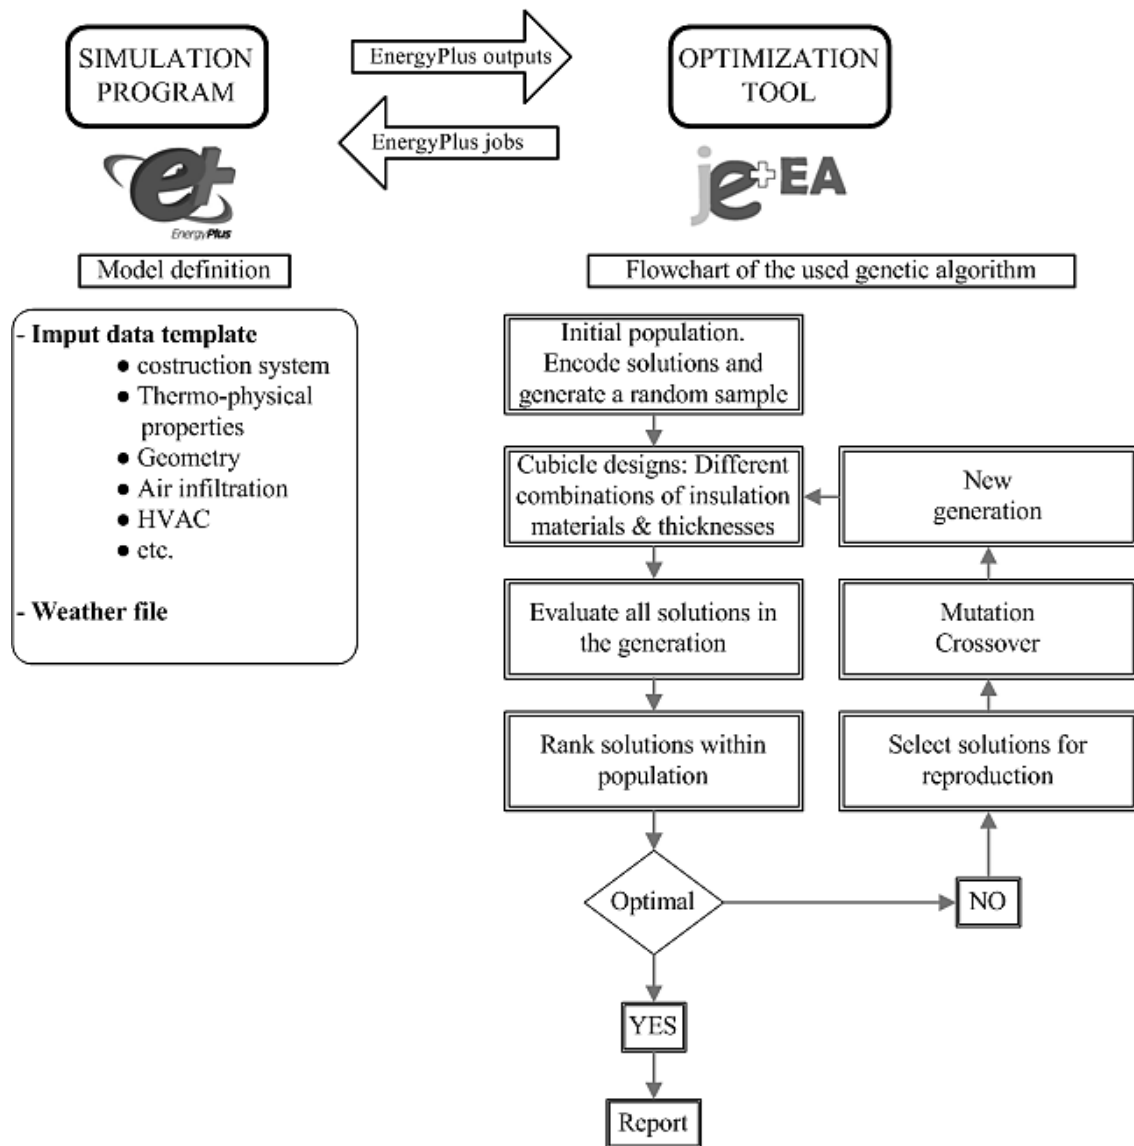 SIMULATION
PROGRAM
EnergyPlus outputs
EnergyPlus jobs
OPTIMIZATION
TOOL
e+
EnergyPlus
je+EA
Model definition
Flowchart of the used genetic algorithm
- Imput data template
● costruction system
● Thermo-physical
properties
● Geometry
● Air infiltration
● HVAC
● etc.
- Weather file
Initial population.
Encode solutions and
generate a random sample
Cubicle designs: Different
combinations of insulation
materials & thicknesses
New
generation
Evaluate all solutions in
the generation
Mutation
Crossover
Rank solutions within
population
Select solutions for
reproduction
Optimal
NO
YES
Report